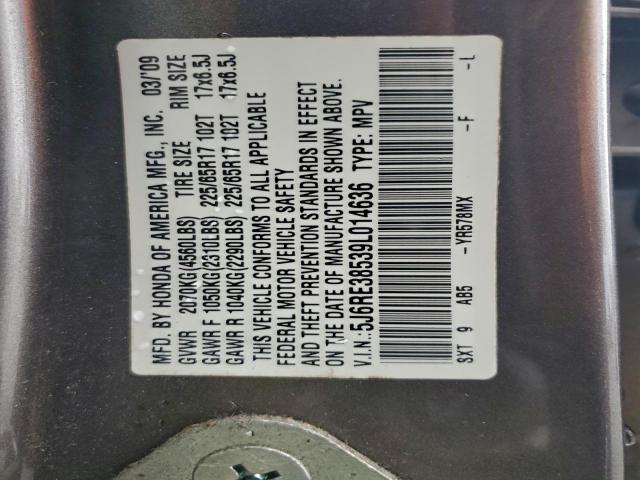 MFD. BY HONDA OF AMERICA MFG., INC. 03/'09
GVWR 2070KG(4560LBS) TIRE SIZE RIM SIZE
GAWR F 1050KG(2310LBS) 225/65R17 102T 17x6.5J
GAWR R 1040KG(2290LBS) 225/65R17 102T 17x6.5J
THIS VEHICLE CONFORMS TO ALL APPLICABLE
FEDERAL MOTOR VEHICLE SAFETY
AND THEFT PREVENTION STANDARDS IN EFFECT
ON THE DATE OF MANUFACTURE SHOWN ABOVE.
V.I.N.:5J6RE38539L014636 TYPE: MPV
SXT 9 AB5 -YR578MX -F -L